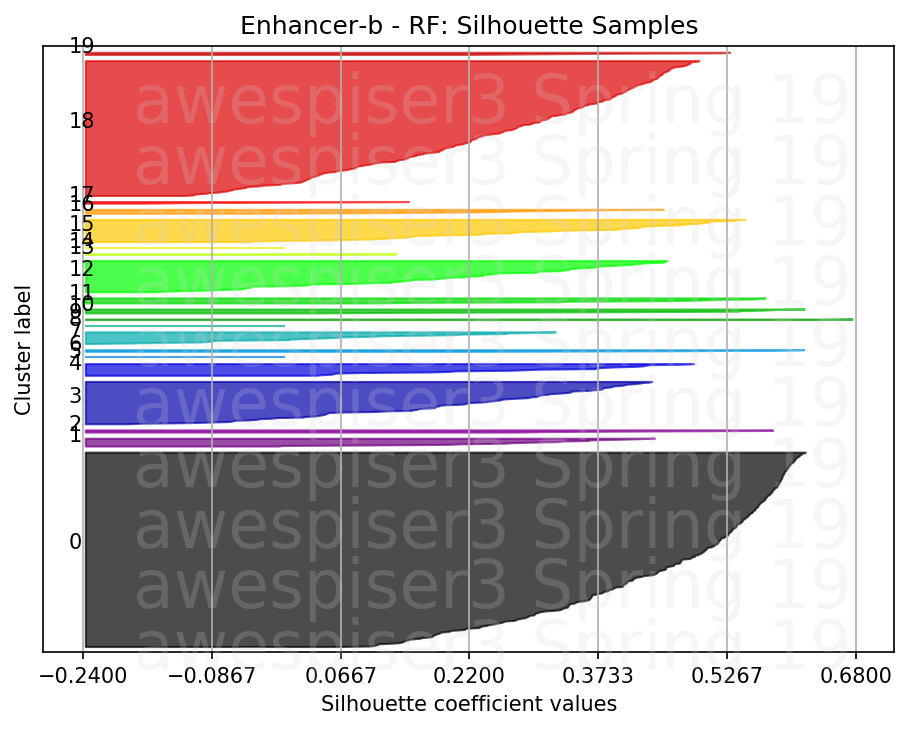 Enhancer-b - RF: Silhouette Samples
19
18
17
16
15
14
13
12
11
10
9
8
7
6
5
4
3
2
1
0
Cluster label
awespiser3 Spring 19
awespiser3 Spring 19
awespiser3 Spring 19
awespiser3 Spring 19
awespiser3 Spring 19
awespiser3 Spring 19
awespiser3 Spring 19
awespiser3 Spring 19
awespiser3 Spring 19
awespiser3 Spring 19
−0.2400 −0.0867 0.0667 0.2200 0.3733 0.5267 0.6800
Silhouette coefficient values